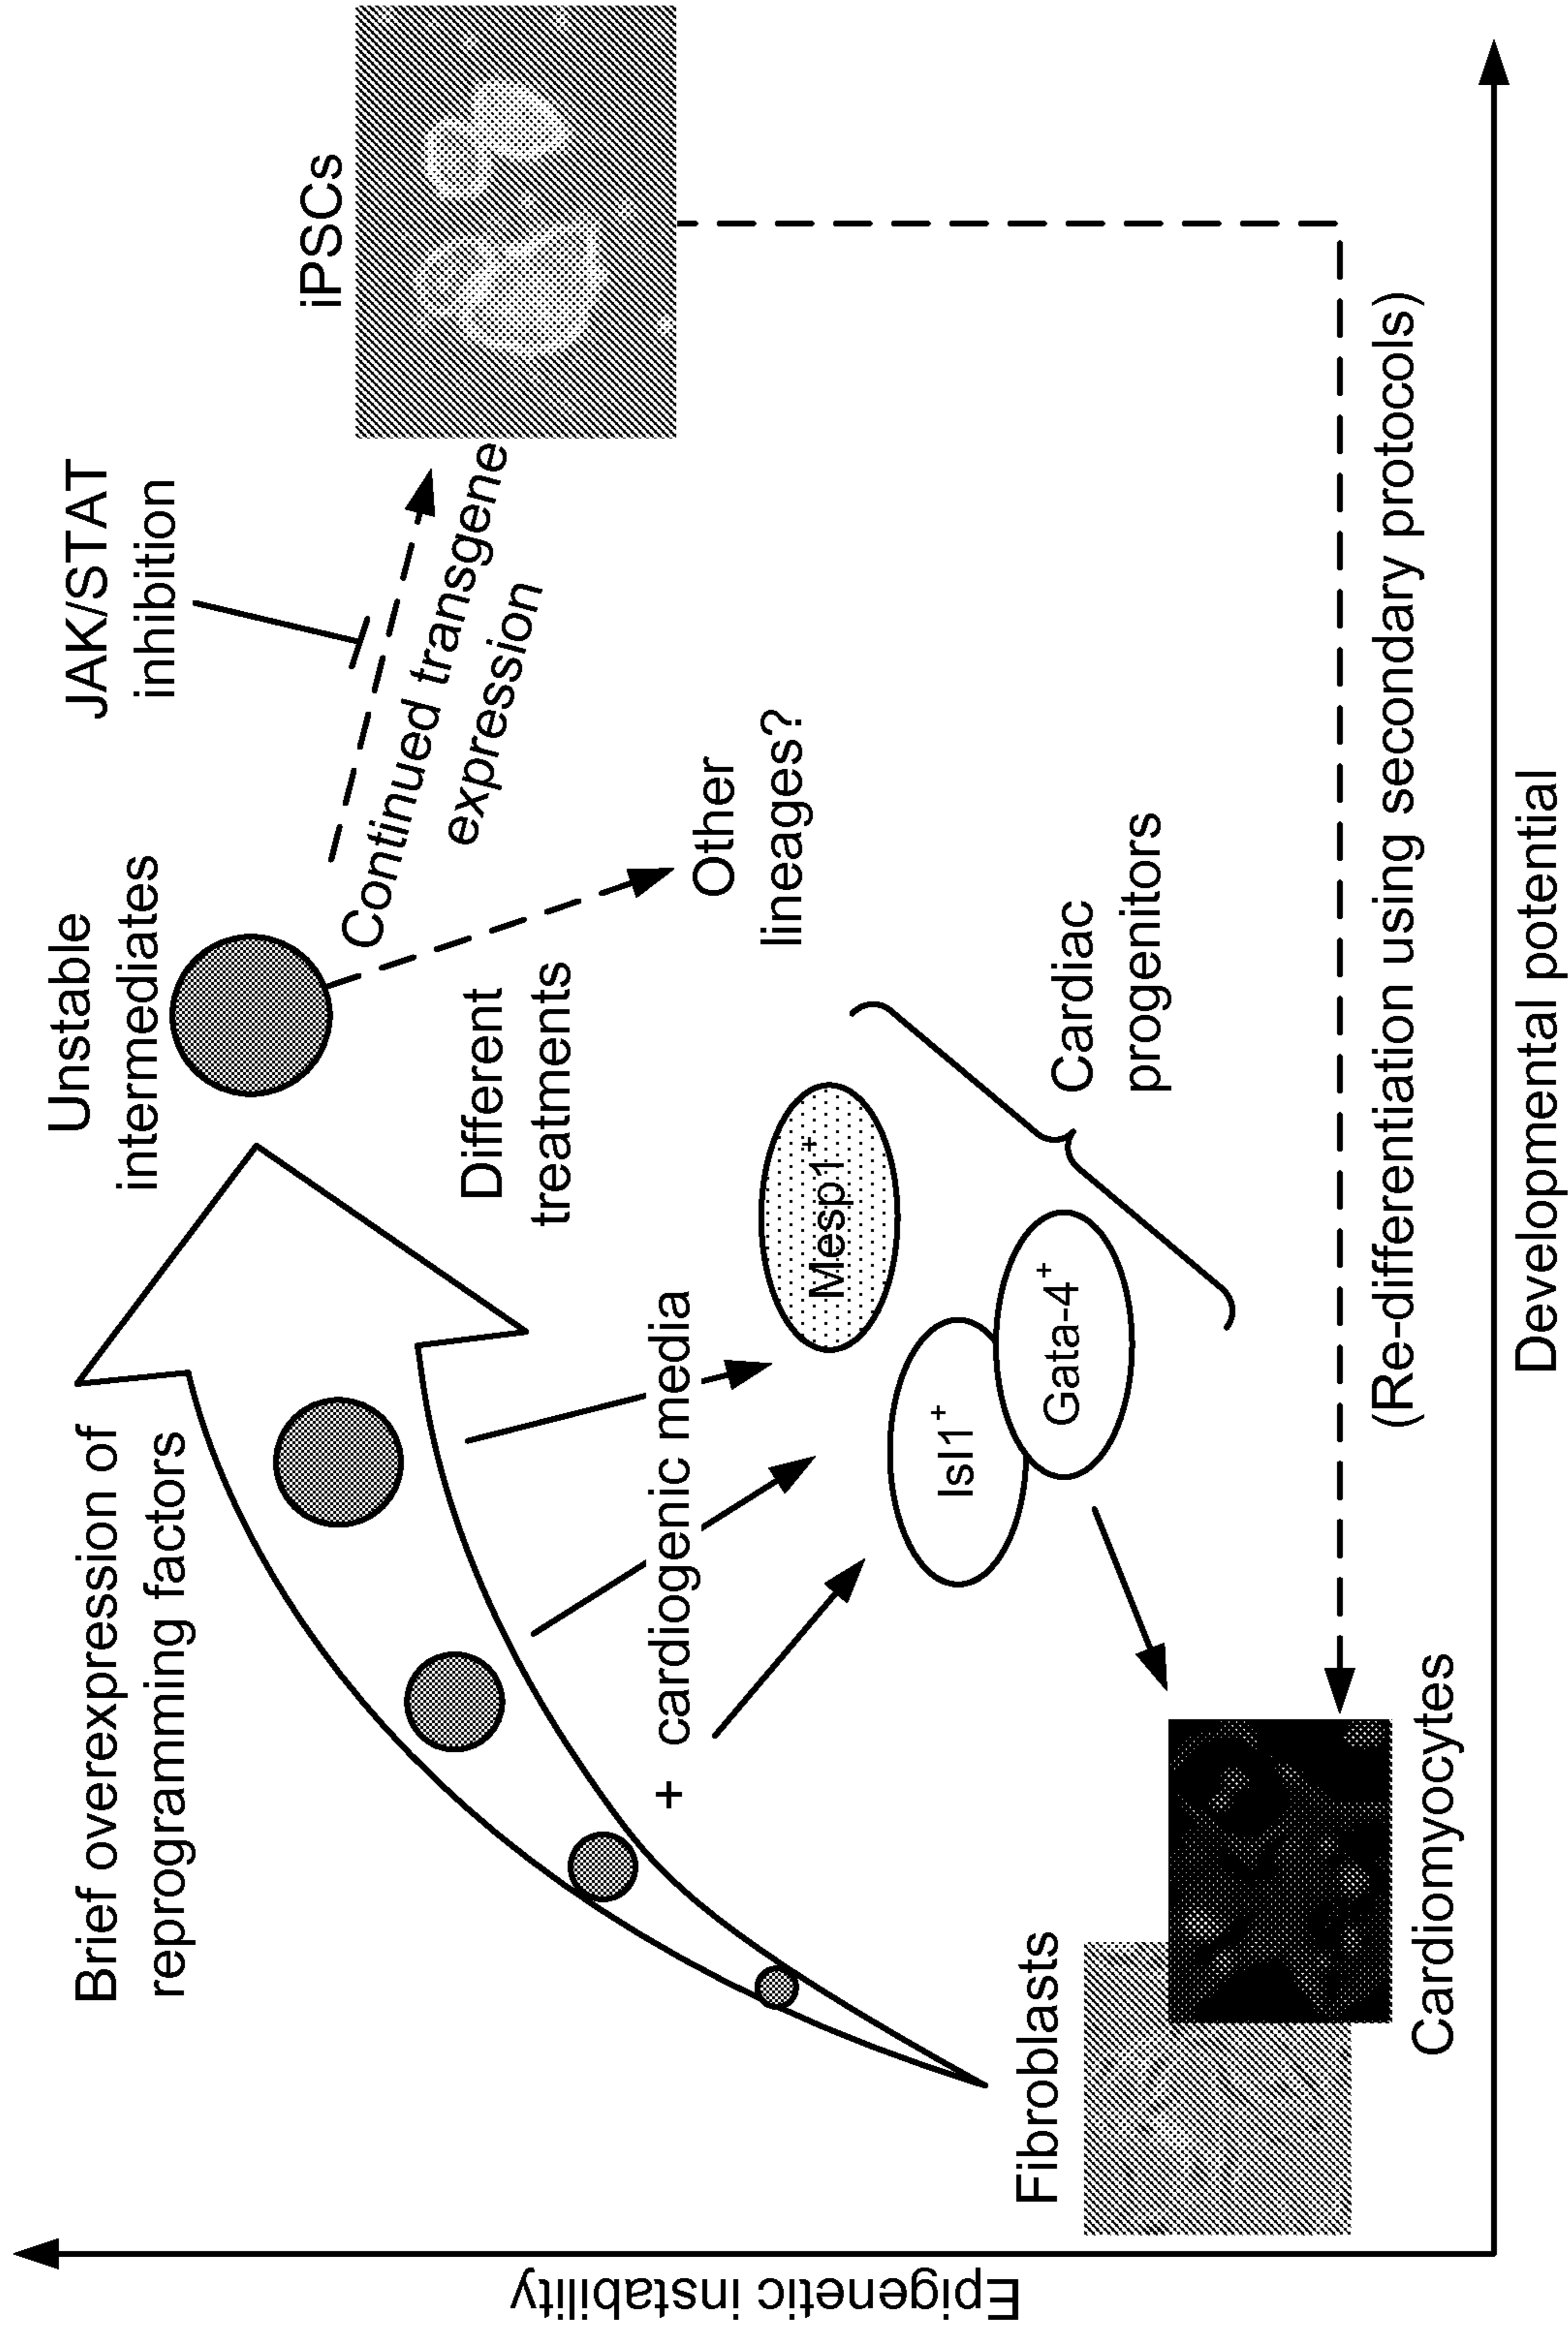 Brief overexpression of
reprogramming factors
Unstable
intermediates
JAK/STAT
inhibition
iPSCs
Continued transgene
expression
Different
treatments
Other
lineages?
+ cardiogenic media
Mesp1+
Isl1+
Gata-4+
Cardiac
progenitors
Fibroblasts
Cardiomyocytes
(Re-differentiation using secondary protocols)
Epigenetic instability
Developmental potential